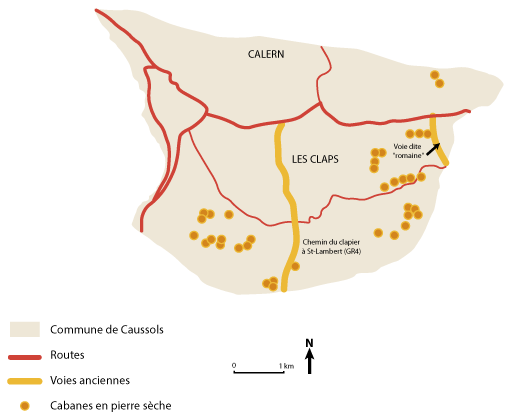 CALERN
Voie dite
"romaine"
LES CLAPS
Chemin du clapier
à St-Lambert (GR4)
Commune de Caussols
Routes
Voies anciennes
Cabanes en pierre sèche
0 1 km
N